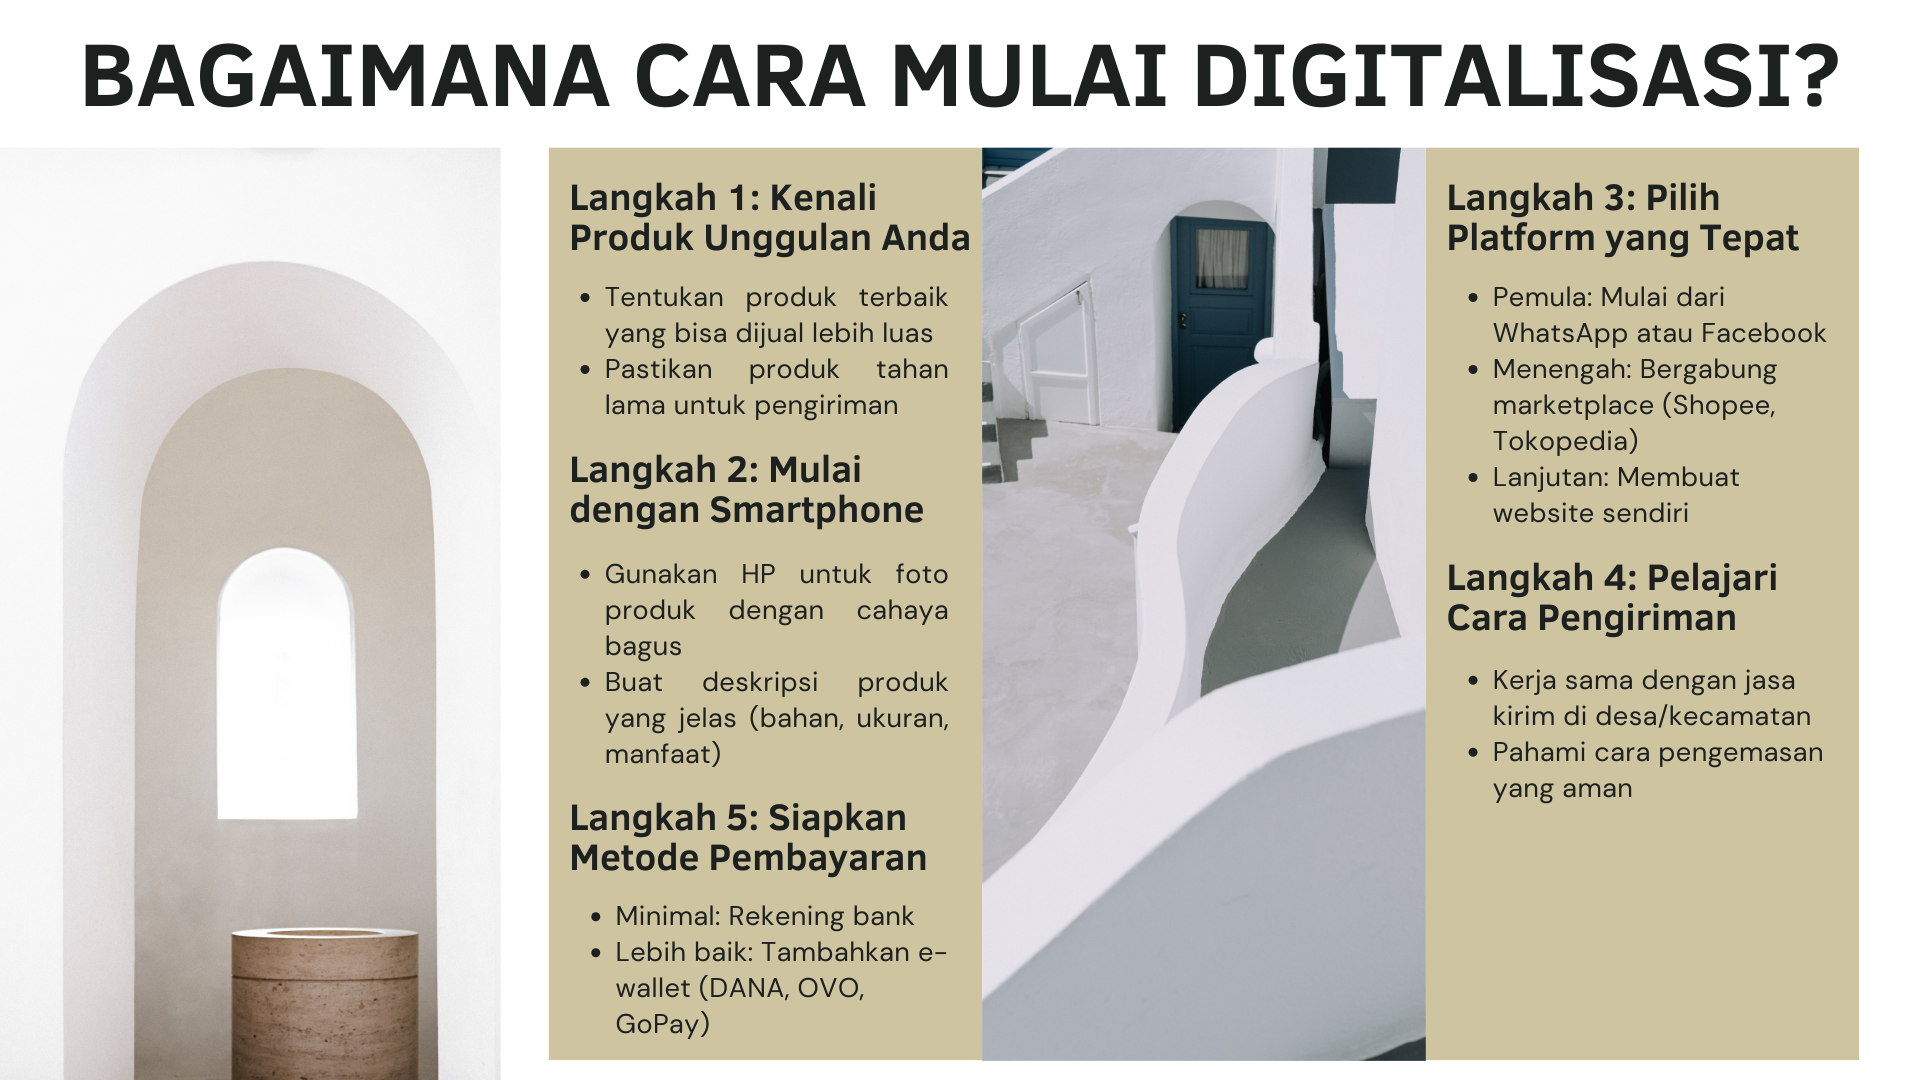 BAGAIMANA CARA MULAI DIGITALISASI?
Langkah 1: Kenali
Produk Unggulan Anda
• Tentukan produk terbaik
yang bisa dijual lebih luas
• Pastikan produk tahan
lama untuk pengiriman
Langkah 2: Mulai
dengan Smartphone
• Gunakan HP untuk foto
produk dengan cahaya
bagus
• Buat deskripsi produk
yang jelas (bahan, ukuran,
manfaat)
Langkah 5: Siapkan
Metode Pembayaran
• Minimal: Rekening bank
• Lebih baik: Tambahkan e-
wallet (DANA, OVO,
GoPay)
Langkah 3: Pilih
Platform yang Tepat
• Pemula: Mulai dari
WhatsApp atau Facebook
• Menengah: Bergabung
marketplace (Shopee,
Tokopedia)
• Lanjutan: Membuat
website sendiri
Langkah 4: Pelajari
Cara Pengiriman
• Kerja sama dengan jasa
kirim di desa/kecamatan
• Pahami cara pengemasan
yang aman